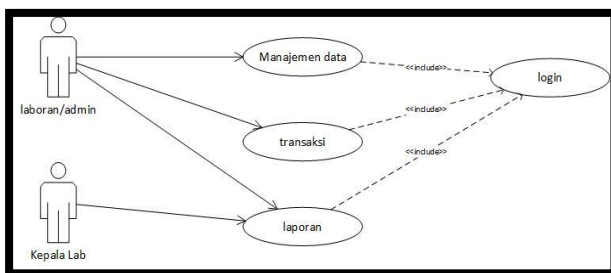 Manajemen data
<<include>>
login
laboran/admin
<<include>>
transaksi
<<include>>
laporan
Kepala Lab